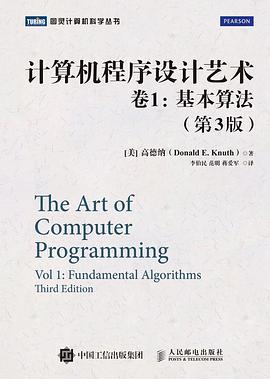 TURING 图灵计算机科学丛书
PEARSON
计算机程序设计艺术
卷1:基本算法
(第3版)
[美] 高德纳(Donald E. Knuth) 著
李伯民 范明 蒋爱军 译
The Art of
Computer
Programming
Vol 1: Fundamental Algorithms
Third Edition
中国工信出版集团
人民邮电出版社
POSTS & TELECOM PRESS